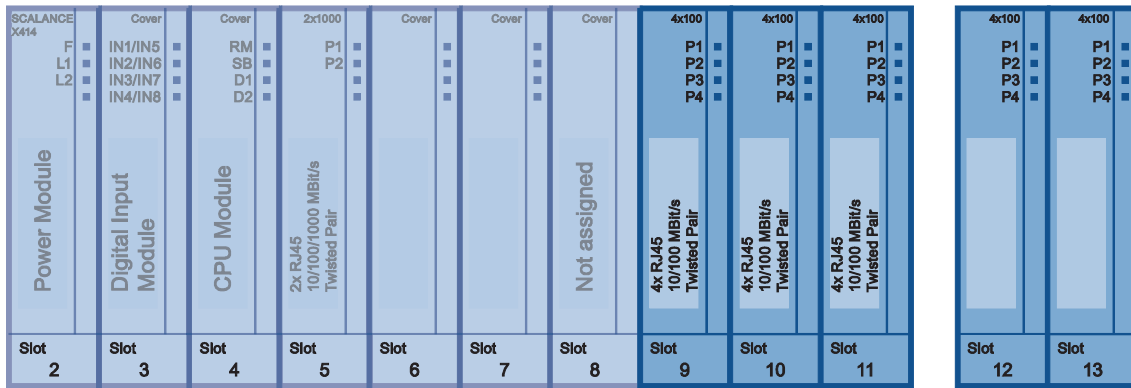 SCALANCE
X414
F
L1
L2
Power Module
Slot
2
Cover
IN1/IN5
IN2/IN6
IN3/IN7
IN4/IN8
Digital Input
Module
Slot
3
Cover
RM
SB
D1
D2
CPU Module
Slot
4
2x1000
P1
P2
2x RJ45
10/100/1000 MBit/s
Twisted Pair
Slot
5
Cover
Slot
6
Cover
Slot
7
Cover
Not assigned
Slot
8
4x100
P1
P2
P3
P4
4x RJ45
10/100 MBit/s
Twisted Pair
Slot
9
4x100
P1
P2
P3
P4
4x RJ45
10/100 MBit/s
Twisted Pair
Slot
10
4x100
P1
P2
P3
P4
4x RJ45
10/100 MBit/s
Twisted Pair
Slot
11
4x100
P1
P2
P3
P4
Slot
12
4x100
P1
P2
P3
P4
Slot
13